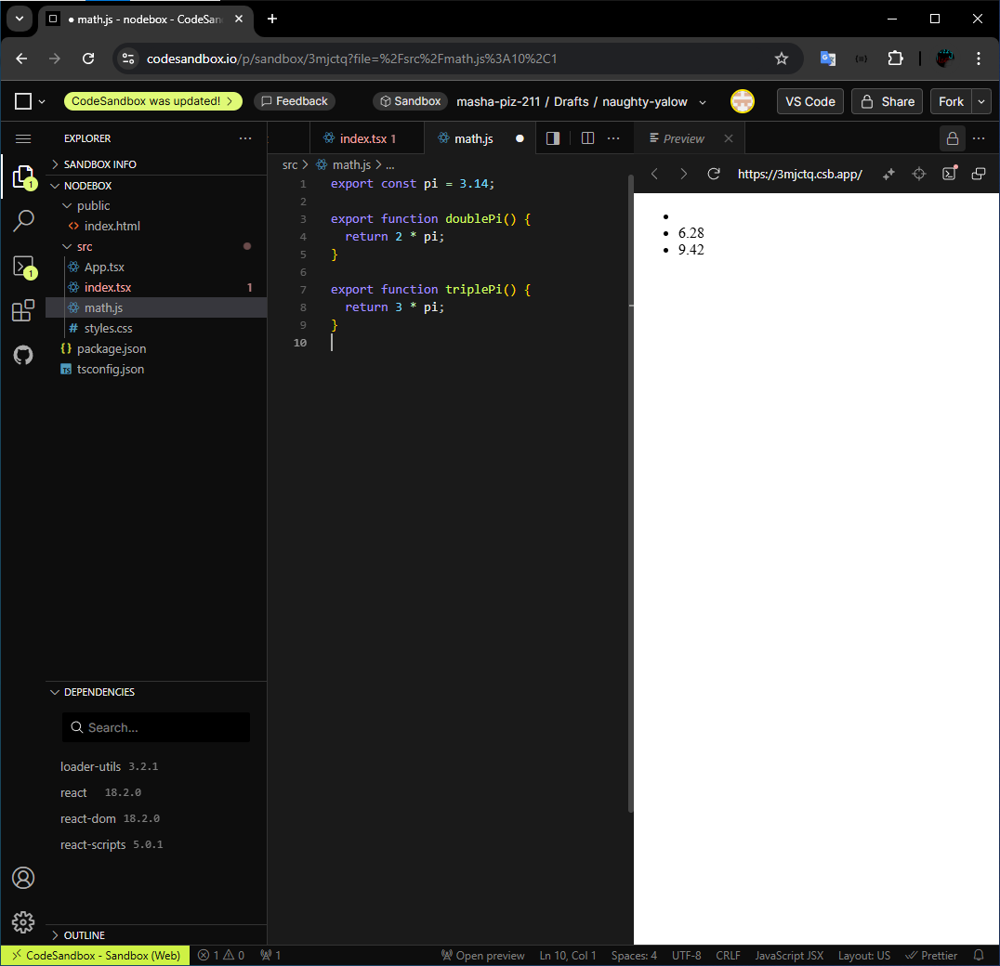 math.js - nodebox - CodeSan
codesandbox.io/p/sandbox/3mjctq?file=%2Fsrc%2Fmath.js%3A10%2C1
CodeSandbox was updated!
Feedback
Sandbox
masha-piz-211 / Drafts / naughty-yalow
VS Code
Share
Fork
EXPLORER
SANDBOX INFO
NODEBOX
public
index.html
src
App.tsx
index.tsx 1
math.js
styles.css
package.json
tsconfig.json
1
1
DEPENDENCIES
Search...
loader-utils 3.2.1
react 18.2.0
react-dom 18.2.0
react-scripts 5.0.1
OUTLINE
index.tsx 1
math.js
src > math.js > ...
1 export const pi = 3.14;
2
3 export function doublePi() {
4 return 2 * pi;
5 }
6
7 export function triplePi() {
8 return 3 * pi;
9 }
10
Preview
https://3mjctq.csb.app/
6.28
9.42
CodeSandbox - Sandbox (Web)
1 0
1
Open preview
Ln 10, Col 1
Spaces: 4
UTF-8
CRLF
JavaScript JSX
Layout: US
Prettier